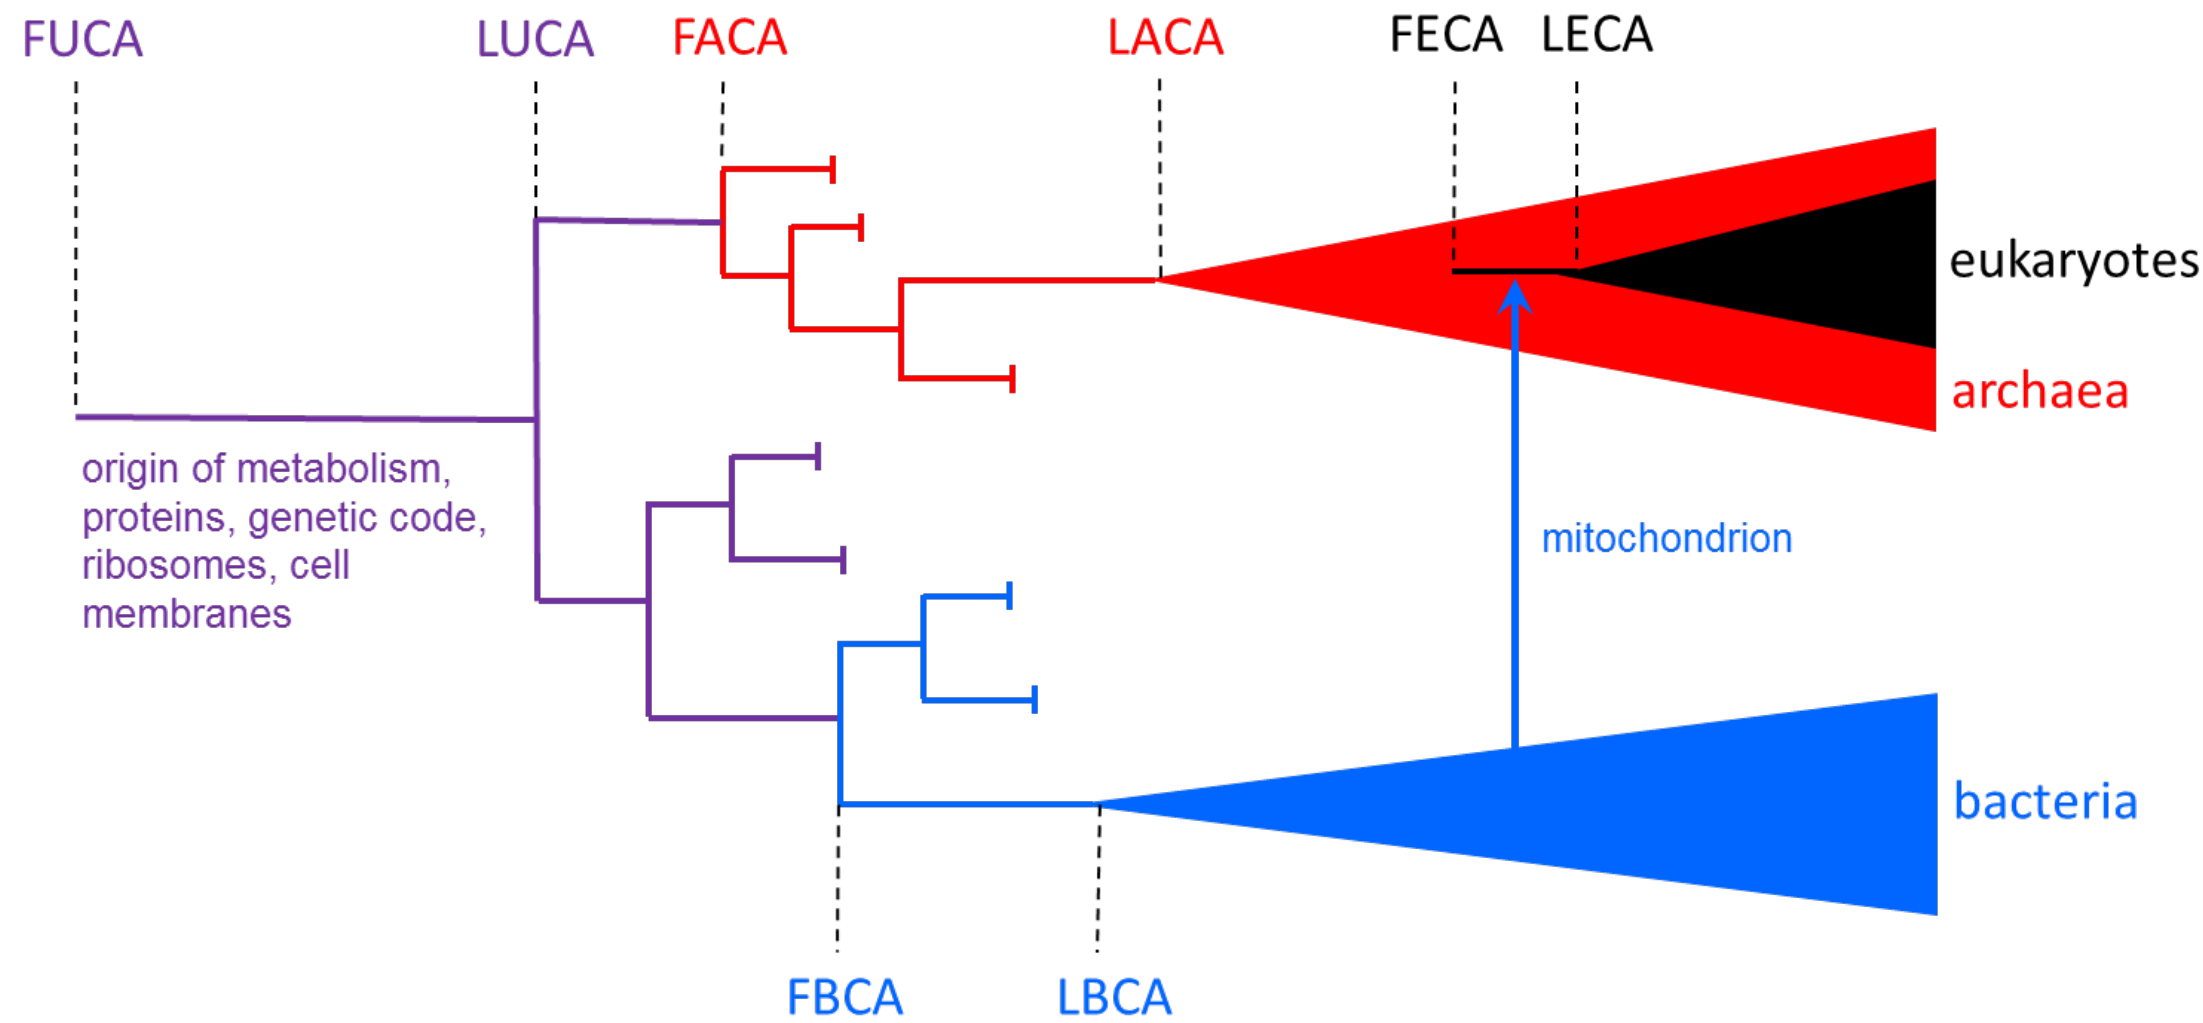 FUCA
LUCA
FACA
LACA
FECA
LECA
eukaryotes
archaea
origin of metabolism,
proteins, genetic code,
ribosomes, cell
membranes
mitochondrion
bacteria
FBCA
LBCA